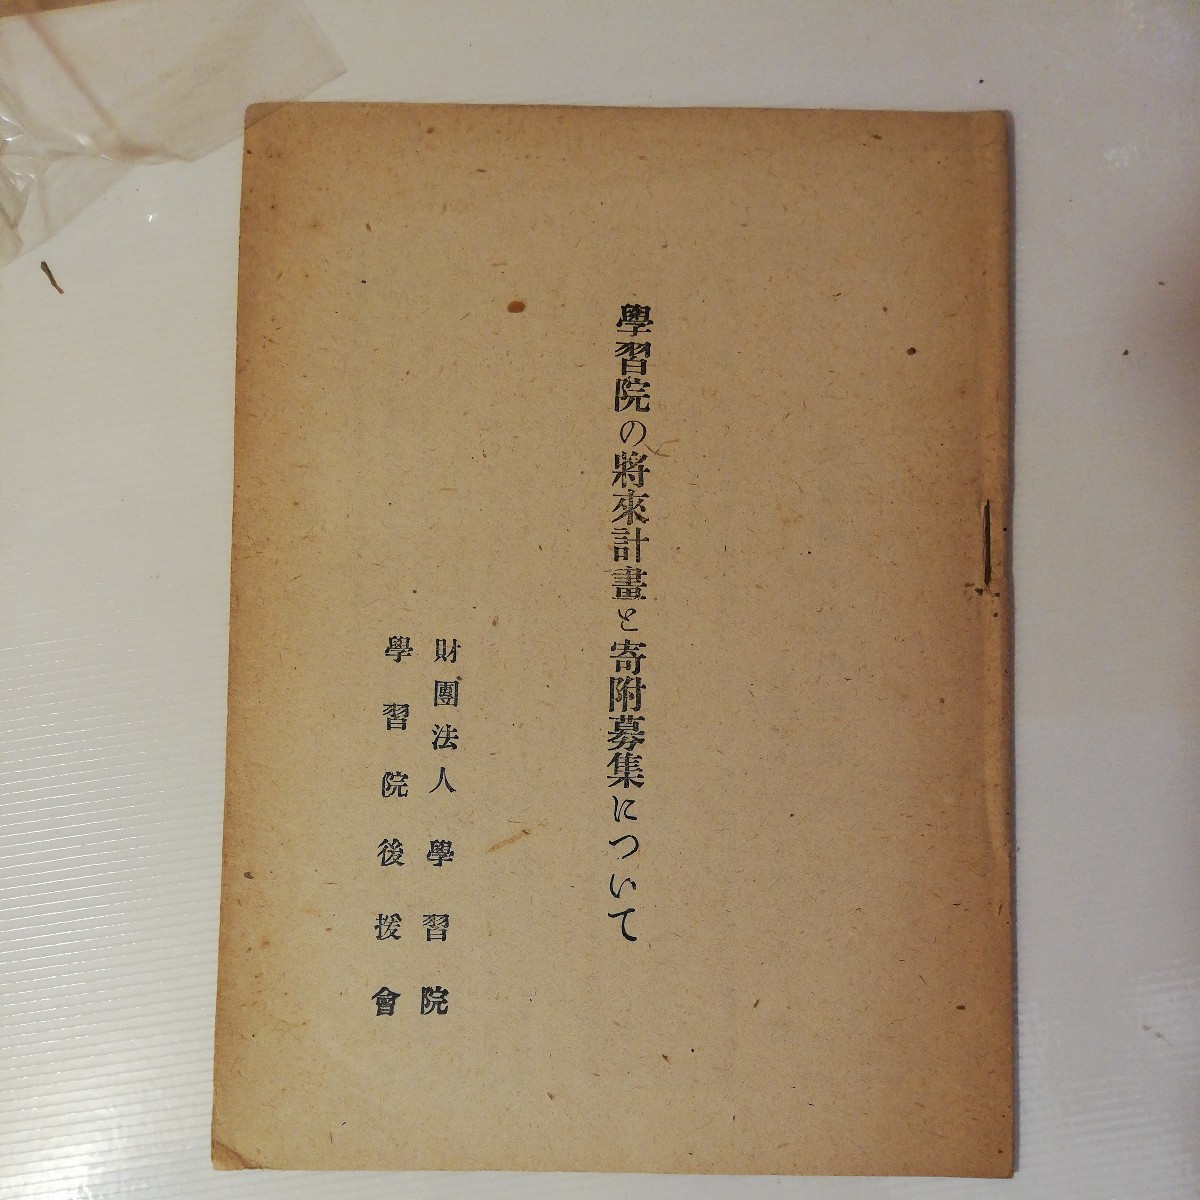 學習院の將來計畫と寄附募集について
財團法人學習院
學習院後援會